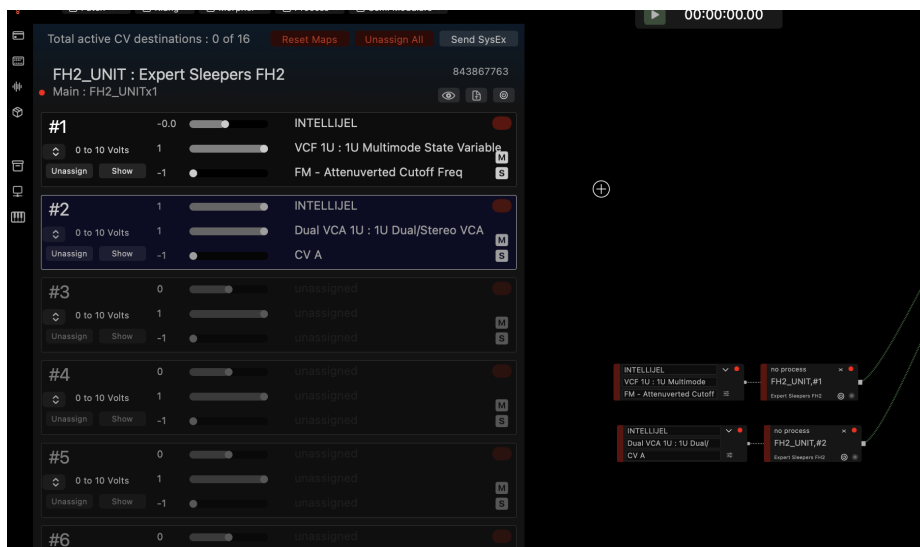 00:00:00.00
Total active CV destinations : 0 of 16
Reset Maps
Unassign All
Send SysEx
FH2_UNIT : Expert Sleepers FH2
843867763
Main : FH2_UNITx1
#1
-0.0
INTELLIJEL
0 to 10 Volts
1
VCF 1U : 1U Multimode State Variable
M
Unassign
Show
-1
FM - Attenuverted Cutoff Freq
S
#2
1
INTELLIJEL
0 to 10 Volts
1
Dual VCA 1U : 1U Dual/Stereo VCA
M
Unassign
Show
-1
CV A
S
#3
0
unassigned
0 to 10 Volts
1
unassigned
M
Unassign
Show
-1
unassigned
S
#4
0
unassigned
0 to 10 Volts
1
unassigned
M
Unassign
Show
-1
unassigned
S
#5
0
unassigned
0 to 10 Volts
1
unassigned
M
Unassign
Show
-1
unassigned
S
#6
0
unassigned
INTELLIJEL
VCF 1U : 1U Multimode
FM - Attenuverted Cutoff
no process
FH2_UNIT,#1
Expert Sleepers FH2
INTELLIJEL
Dual VCA 1U : 1U Dual/
CV A
no process
FH2_UNIT,#2
Expert Sleepers FH2